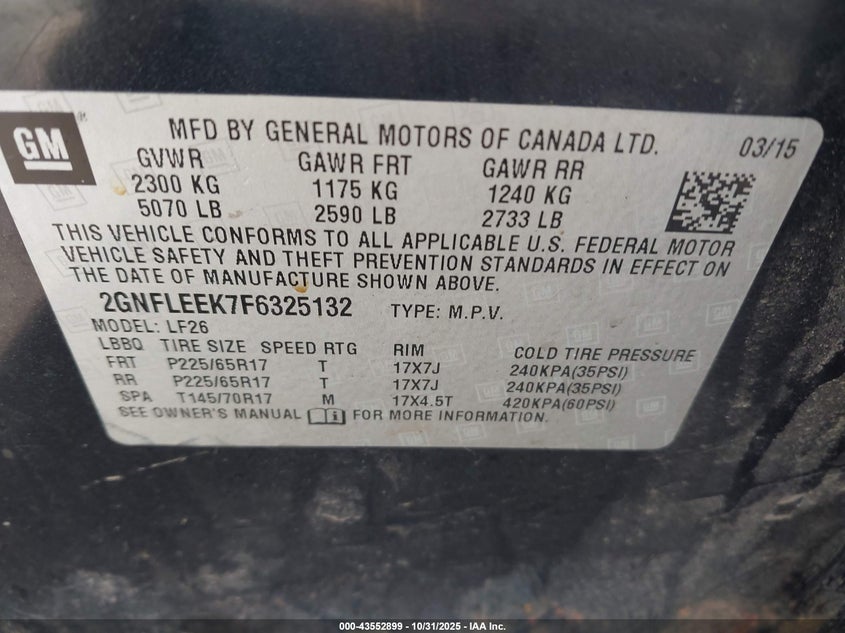 GM
MFD BY GENERAL MOTORS OF CANADA LTD. 03/15
GVWR GAWR FRT GAWR RR
2300 KG 1175 KG 1240 KG
5070 LB 2590 LB 2733 LB
THIS VEHICLE CONFORMS TO ALL APPLICABLE U.S. FEDERAL MOTOR
VEHICLE SAFETY AND THEFT PREVENTION STANDARDS IN EFFECT ON
THE DATE OF MANUFACTURE SHOWN ABOVE.
2GNFLEEK7F6325132 TYPE: M.P.V.
MODEL: LF26
LBBQ TIRE SIZE SPEED RTG RIM COLD TIRE PRESSURE
FRT P225/65R17 T 17X7J 240KPA(35PSI)
RR P225/65R17 T 17X7J 240KPA(35PSI)
SPA T145/70R17 M 17X4.5T 420KPA(60PSI)
SEE OWNER'S MANUAL FOR MORE INFORMATION.
000-43552899 - 10/31/2025 - IAA Inc.